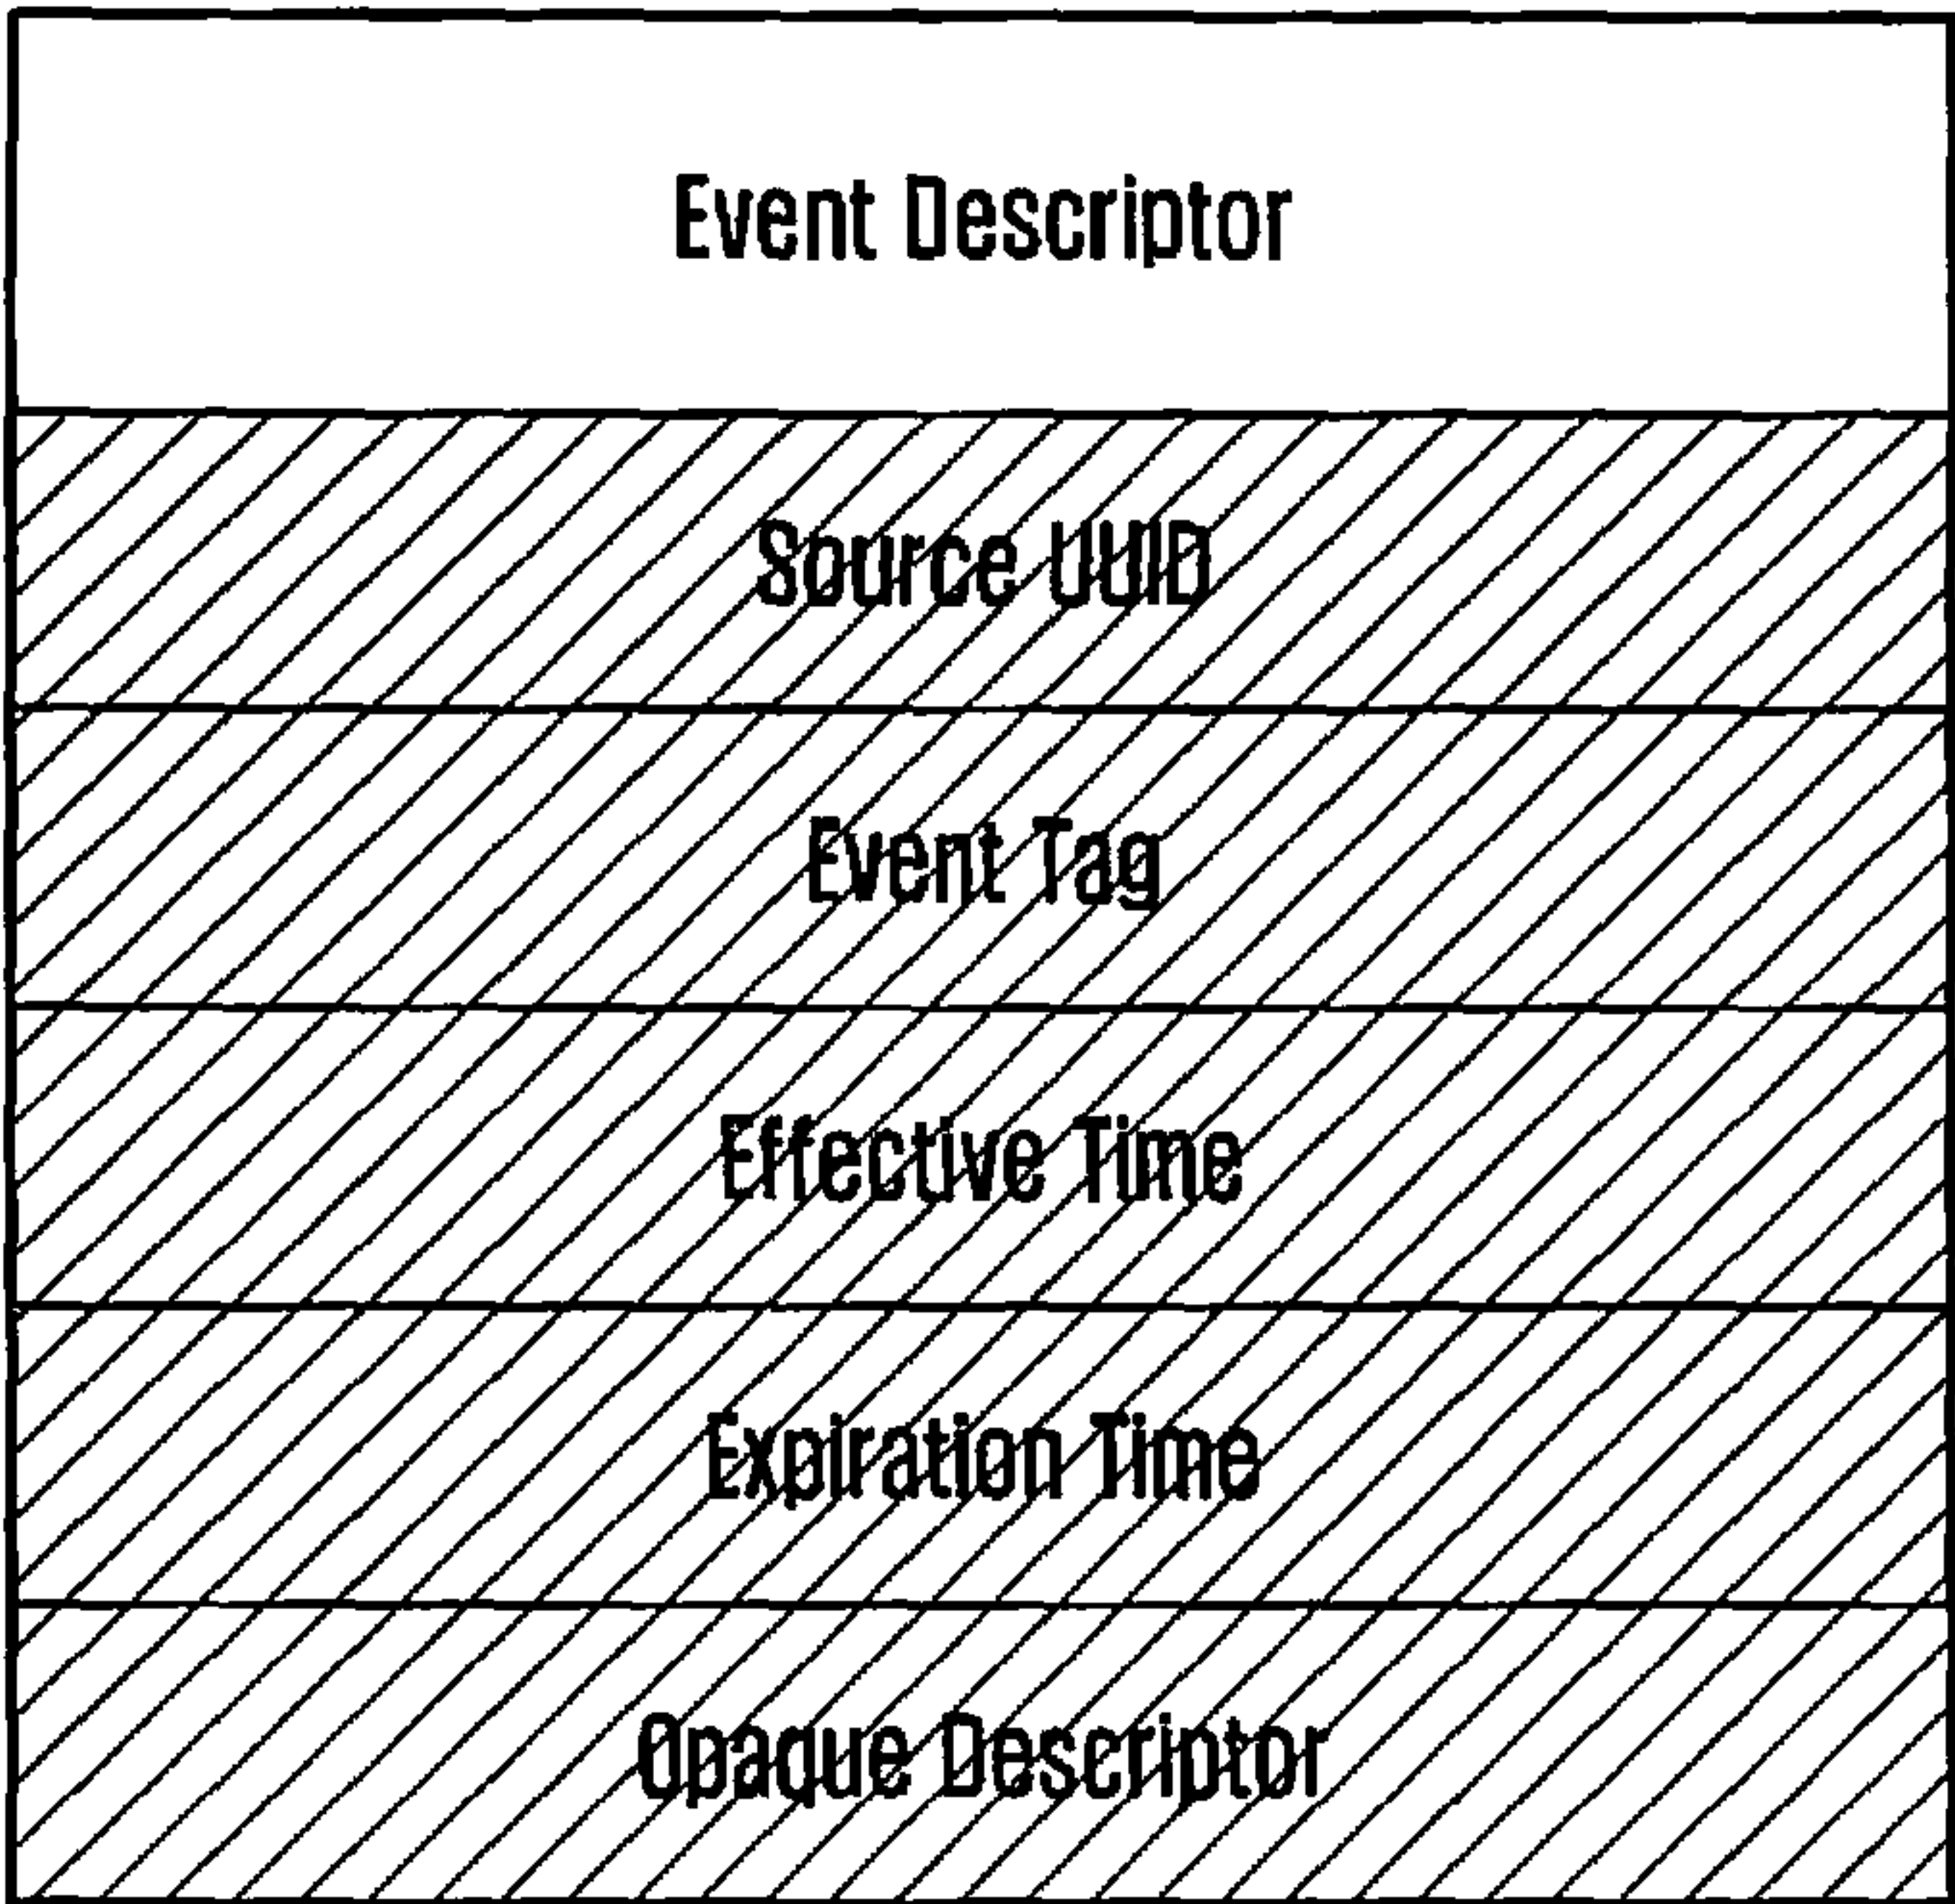 Event Descriptor
Source UUID
Event Tag
Effective Time
Expiration Time
Opaque Descriptor